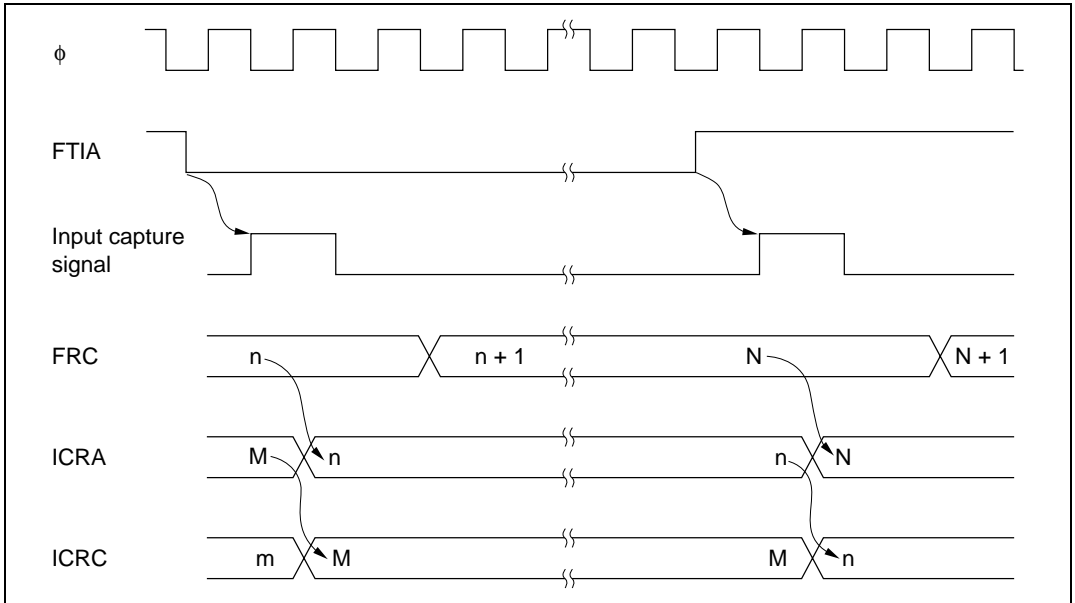 ϕ
FTIA
Input capture
signal
FRC n n + 1 N N + 1
ICRA M n n N
ICRC m M M n